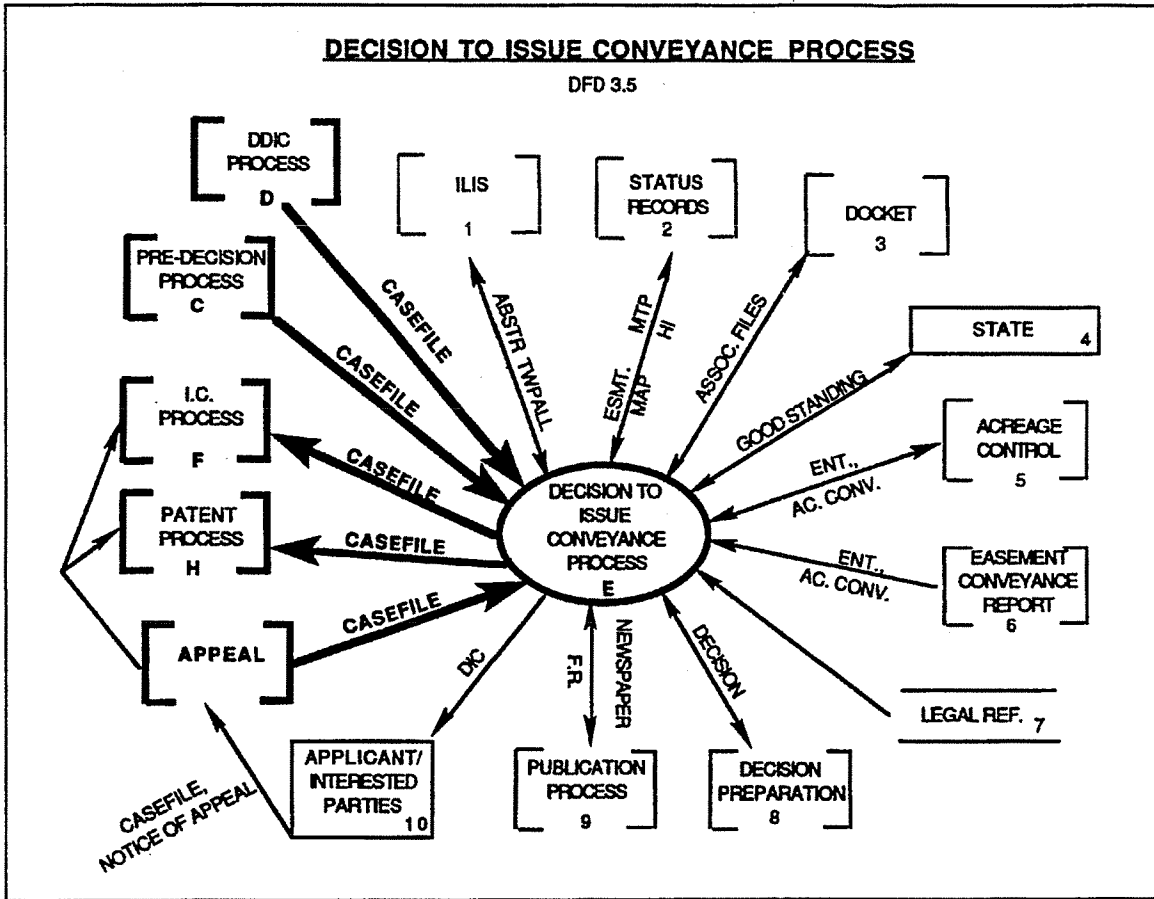 DECISION TO ISSUE CONVEYANCE PROCESS
DFD 3.5
DDIC
PROCESS
D
ILIS
1
STATUS
RECORDS
2
DOCKET
3
PRE-DECISION
PROCESS
C
STATE
4
I.C.
PROCESS
F
ACREAGE
CONTROL
5
PATENT
PROCESS
H
EASEMENT
CONVEYANCE
REPORT
6
APPEAL
LEGAL REF. 7
APPLICANT/
INTERESTED
PARTIES
10
PUBLICATION
PROCESS
9
DECISION
PREPARATION
8
DECISION TO
ISSUE
CONVEYANCE
PROCESS
E
CASEFILE
CASEFILE
CASEFILE
CASEFILE
CASEFILE
ABSTR TWPALL
ESMT. MTP
MAP HI
ASSOC. FILES
GOOD STANDING
ENT.,
AC. CONV.
ENT.,
AC. CONV.
DECISION
NEWSPAPER
F.R.
DIC
CASEFILE,
NOTICE OF APPEAL